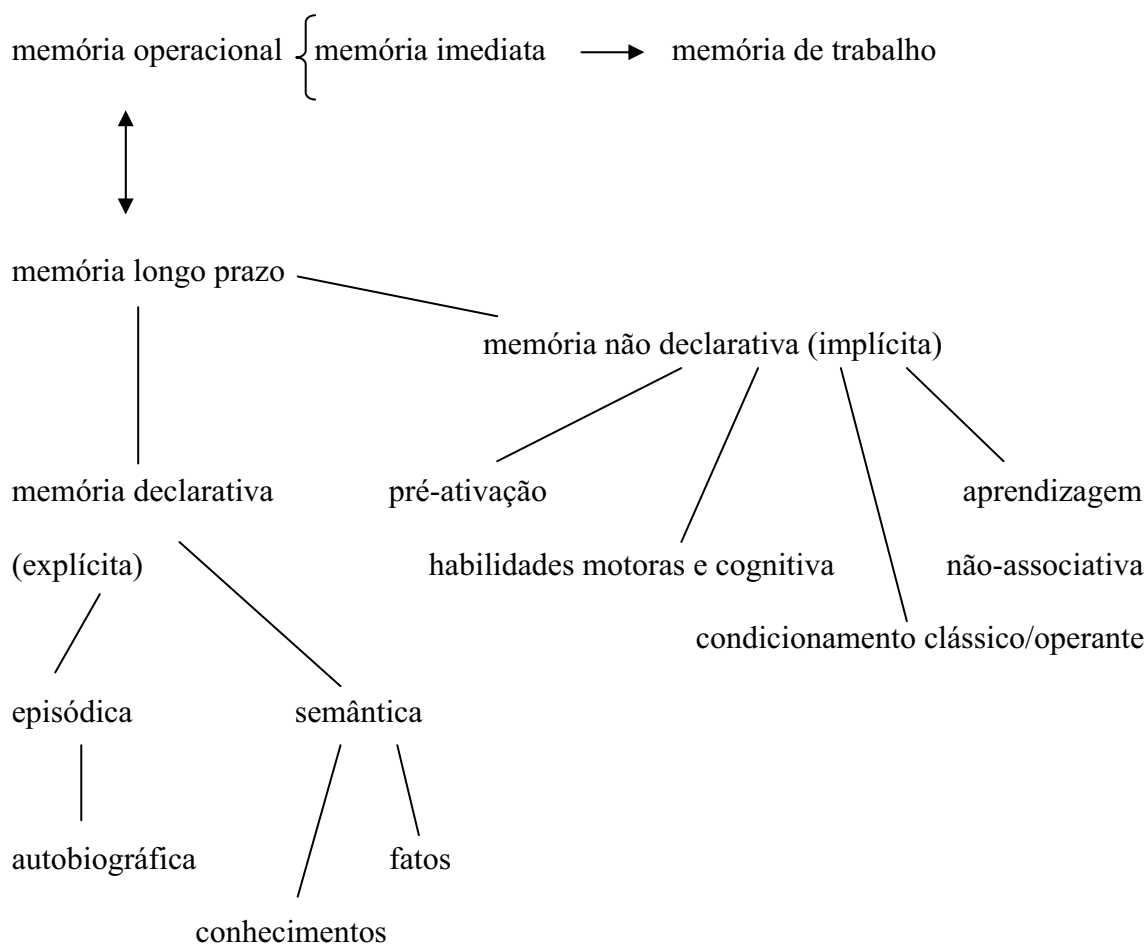 memória operacional { memória imediata → memória de trabalho
memória longo prazo
memória não declarativa (implícita)
memória declarativa pré-ativação aprendizagem
(explícita) habilidades motoras e cognitiva não-associativa
condicionamento clássico/operante
episódica semântica
autobiográfica fatos
conhecimentos